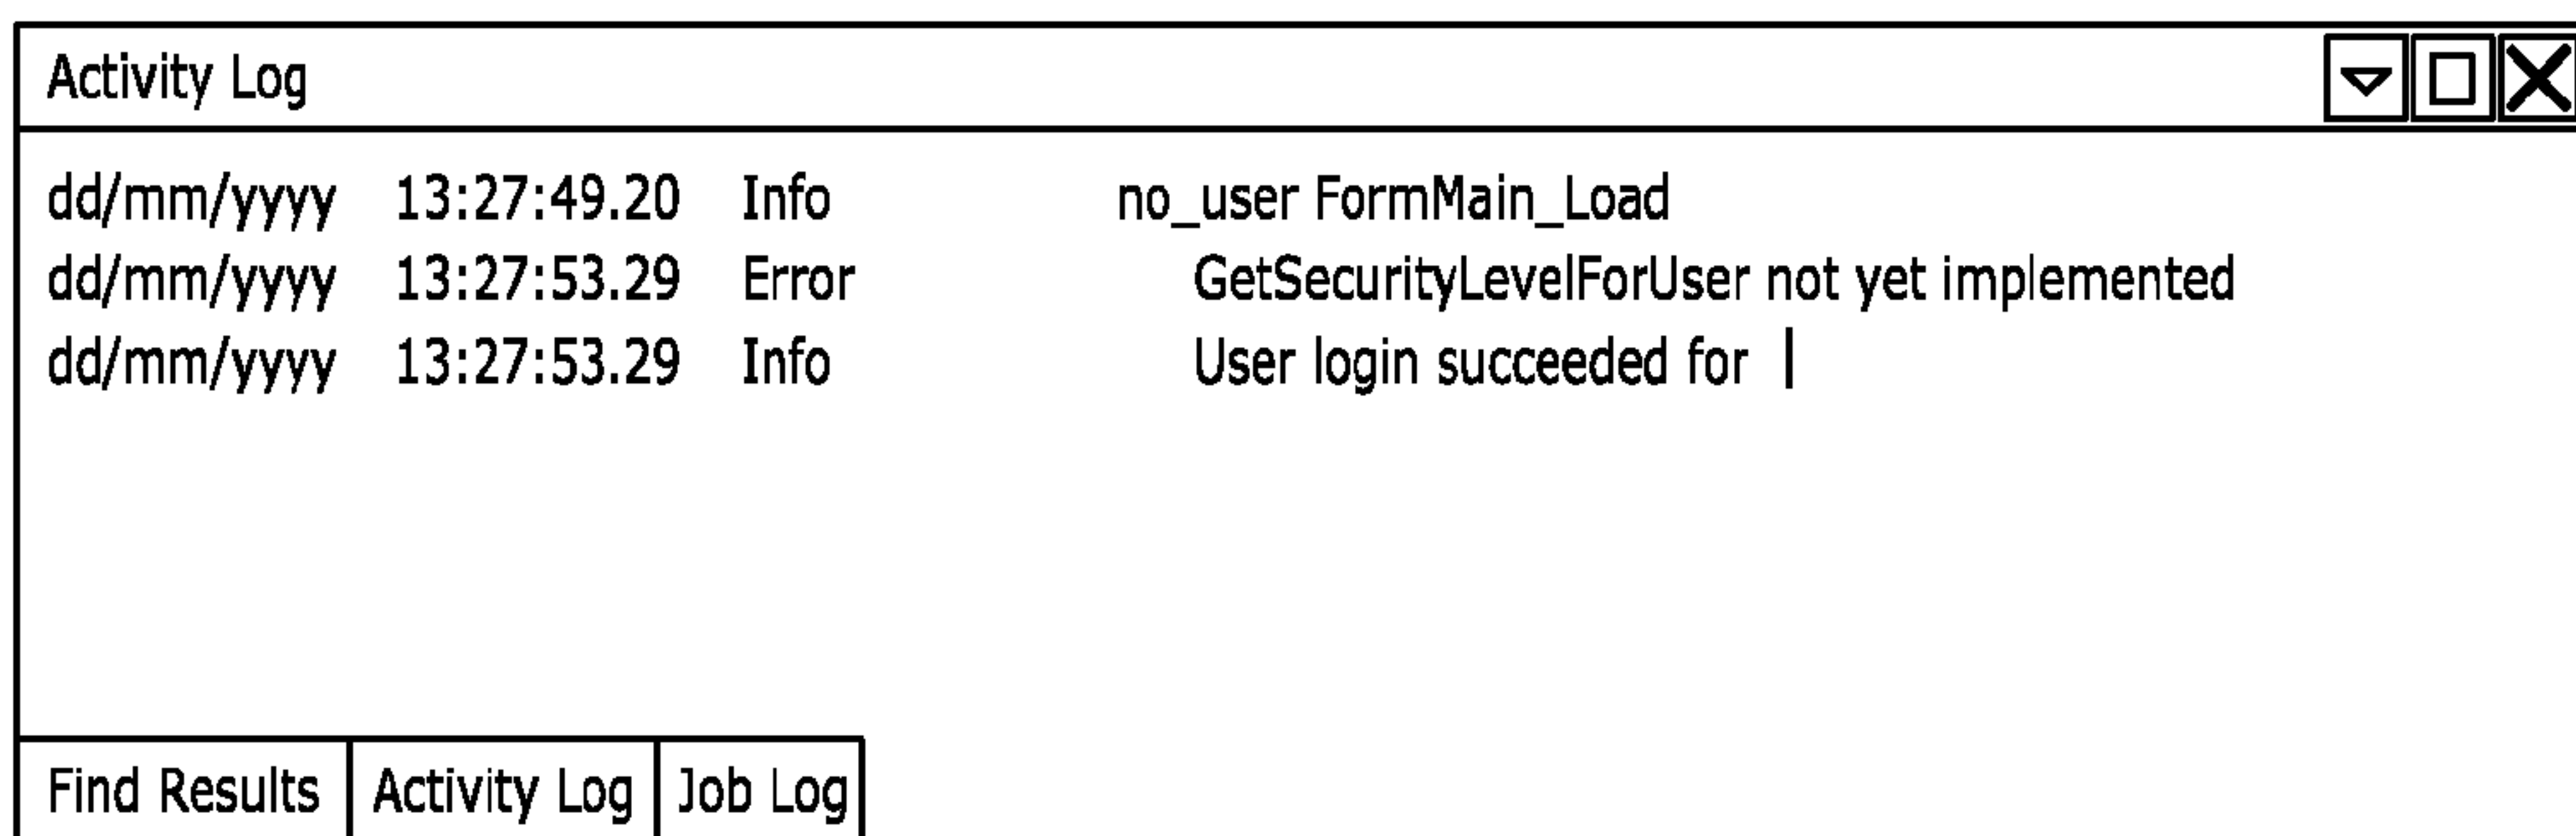 Activity Log
dd/mm/yyyy 13:27:49.20 Info no_user FormMain_Load
dd/mm/yyyy 13:27:53.29 Error GetSecurityLevelForUser not yet implemented
dd/mm/yyyy 13:27:53.29 Info User login succeeded for |
Find Results Activity Log Job Log